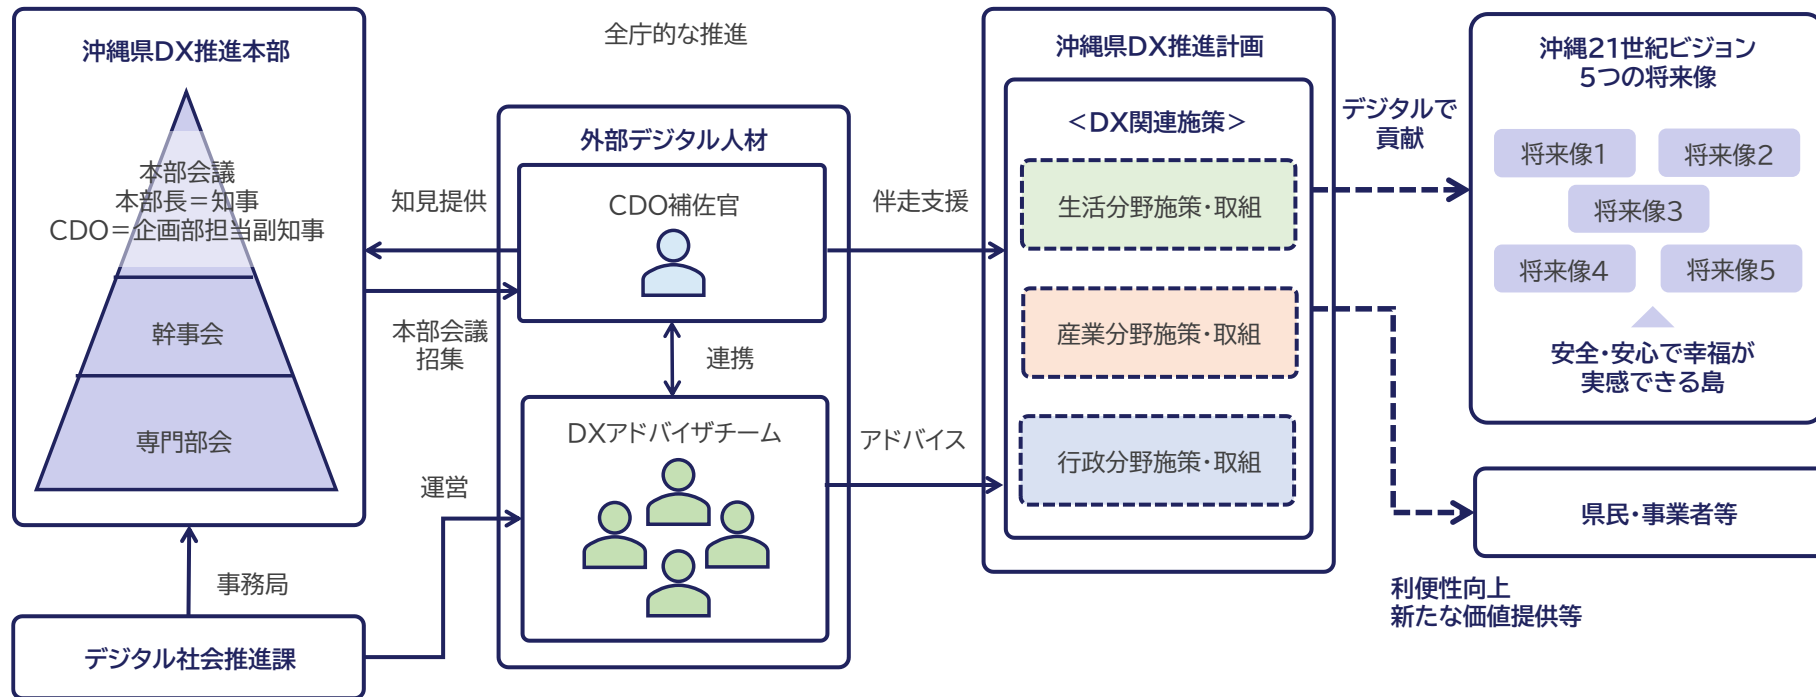 沖縄県DX推進本部
本部会議
本部長＝知事
CDO＝企画部担当副知事
幹事会
専門部会
事務局
デジタル社会推進課
全庁的な推進
知見提供
本部会議
招集
運営
外部デジタル人材
CDO補佐官
連携
DXアドバイザチーム
伴走支援
アドバイス
沖縄県DX推進計画
＜DX関連施策＞
生活分野施策・取組
産業分野施策・取組
行政分野施策・取組
デジタルで
貢献
沖縄21世紀ビジョン
5つの将来像
将来像1
将来像2
将来像3
将来像4
将来像5
安全・安心で幸福が
実感できる島
県民・事業者等
利便性向上
新たな価値提供等